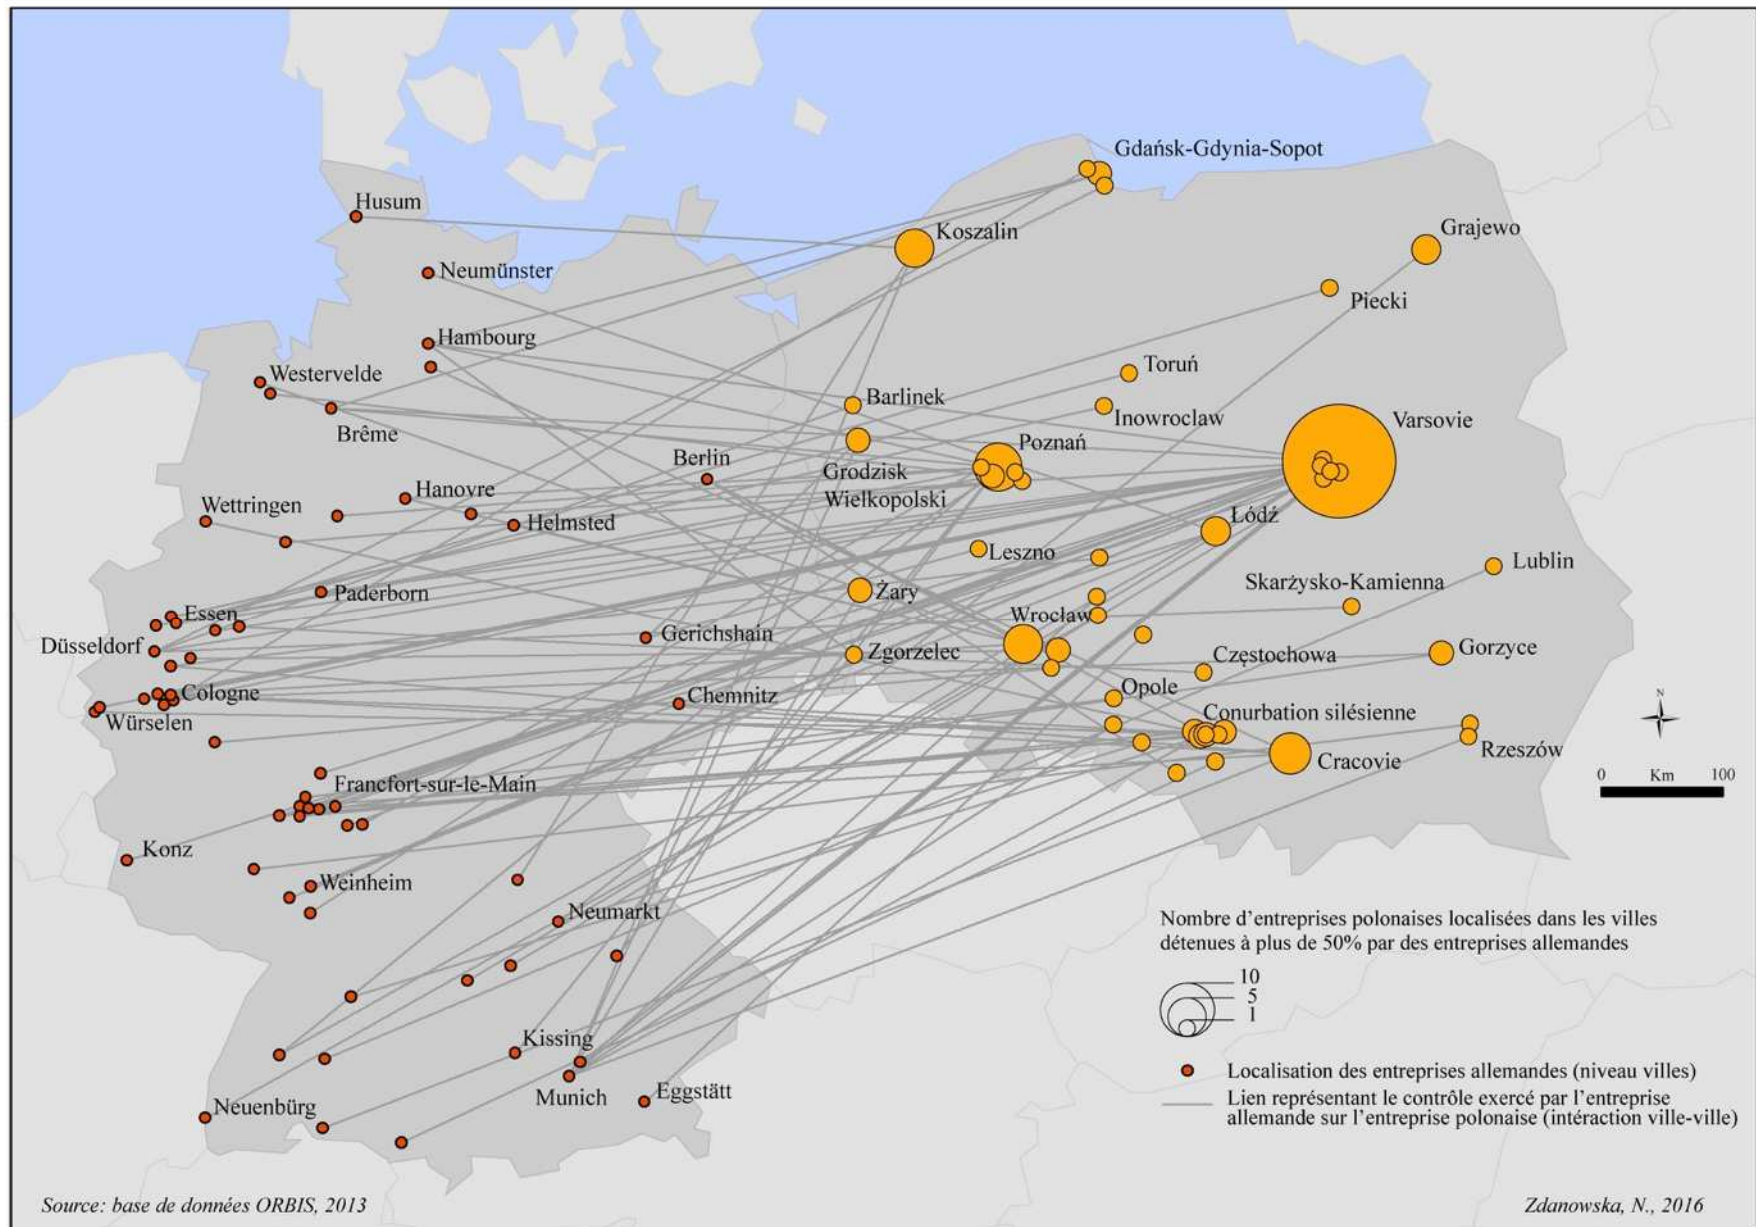 Gdańsk-Gdynia-Sopot
Husum
Koszalin
Grajewo
Neumünster
Piecki
Hambourg
Westervelde
Toruń
Barlinek
Inowroclaw
Varsovie
Brême
Poznań
Berlin
Grodzisk
Wielkopolski
Hanovre
Wettringen
Helmsted
Łódź
Leszno
Lublin
Skarżysko-Kamienna
Paderborn
Żary
Essen
Wrocław
Gerichshain
Düsseldorf
Zgorzelec
Częstochowa
Gorzyce
Cologne
Chemnitz
Opole
Würselen
Conurbation silésienne
N
Rzeszów
Cracovie
Francfort-sur-le-Main
0 Km 100
Konz
Weinheim
Neumarkt
Nombre d'entreprises polonaises localisées dans les villes
détenues à plus de 50% par des entreprises allemandes
10
5
1
Kissing
Localisation des entreprises allemandes (niveau villes)
Munich
Eggstätt
Neuenbürg
Lien représentant le contrôle exercé par l'entreprise
allemande sur l'entreprise polonaise (intéraction ville-ville)
Source: base de données ORBIS, 2013
Zdanowska, N., 2016